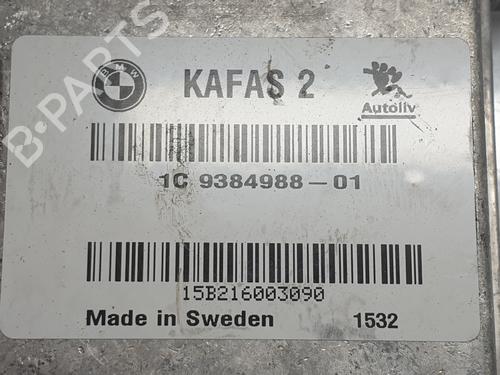 BMW KAFAS 2
Autoliv
1C 9384988-01
15B216003090
Made in Sweden 1532
B-PARTS